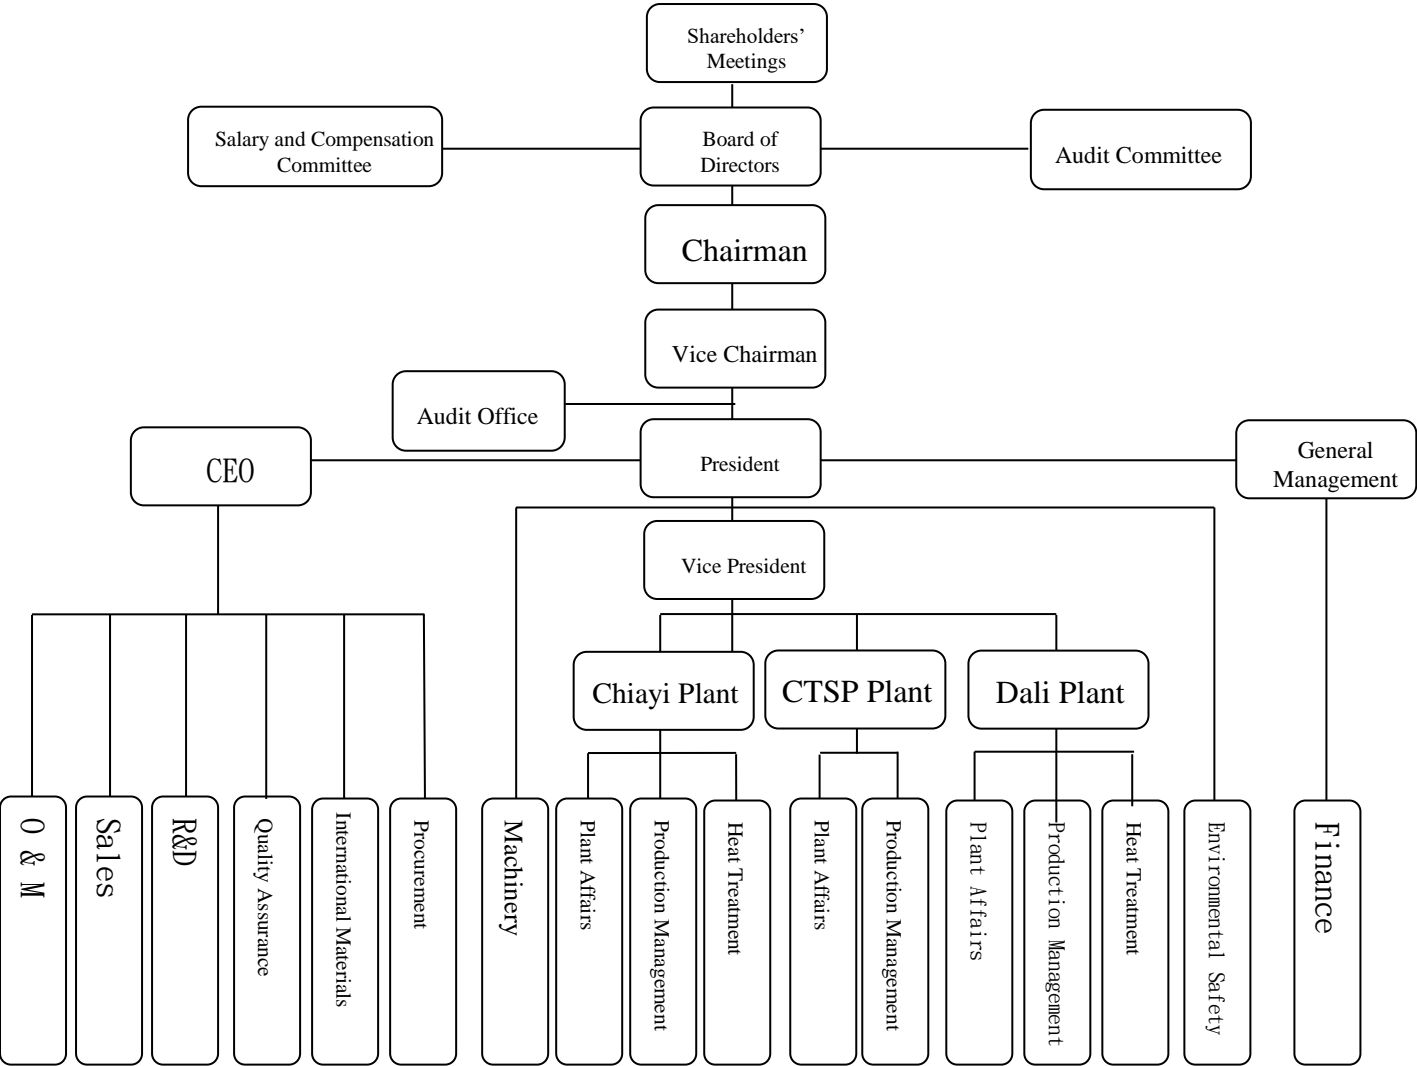 Shareholders’
Meetings
Salary and Compensation
Committee
Board of
Directors
Audit Committee
Chairman
Vice Chairman
Audit Office
CEO
President
General
Management
Vice President
Chiayi Plant
CTSP Plant
Dali Plant
O & M
Sales
R&D
Quality Assurance
International Materials
Procurement
Machinery
Plant Affairs
Production Management
Heat Treatment
Plant Affairs
Production Management
Plant Affairs
Production Management
Heat Treatment
Environmental Safety
Finance